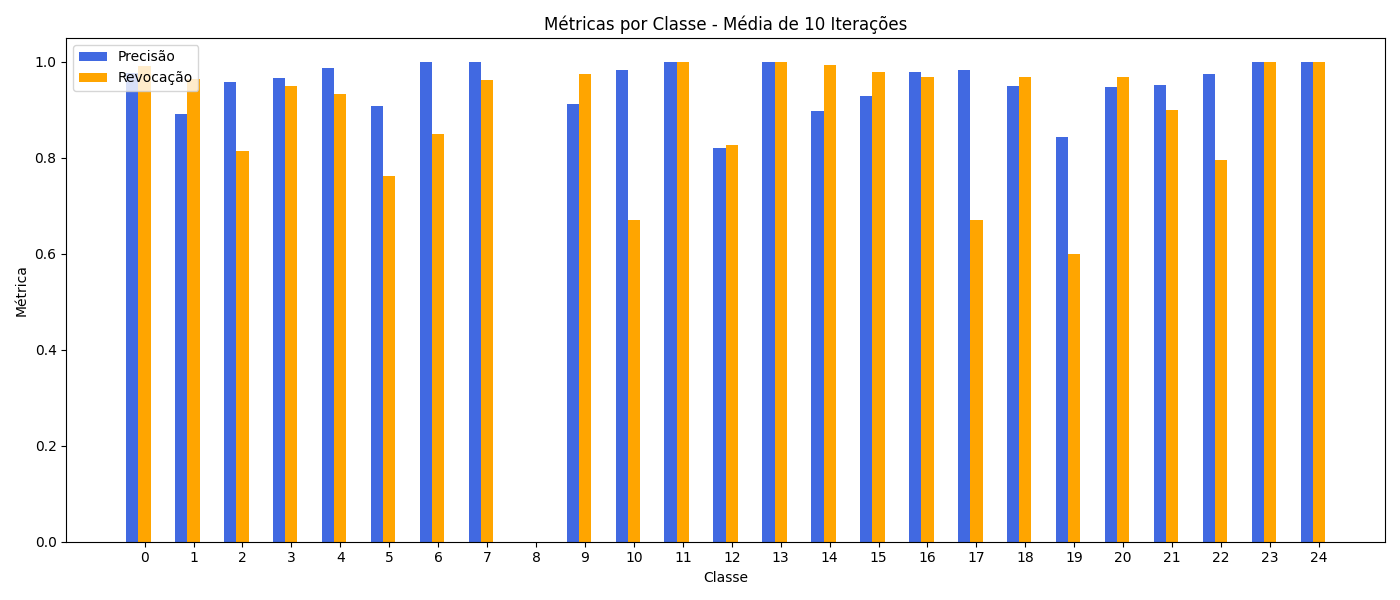 Métricas por Classe - Média de 10 Iterações
Precisão
Revocação
1.0
0.8
0.6
0.4
0.2
0.0
Métrica
0 1 2 3 4 5 6 7 8 9 10 11 12 13 14 15 16 17 18 19 20 21 22 23 24
Classe